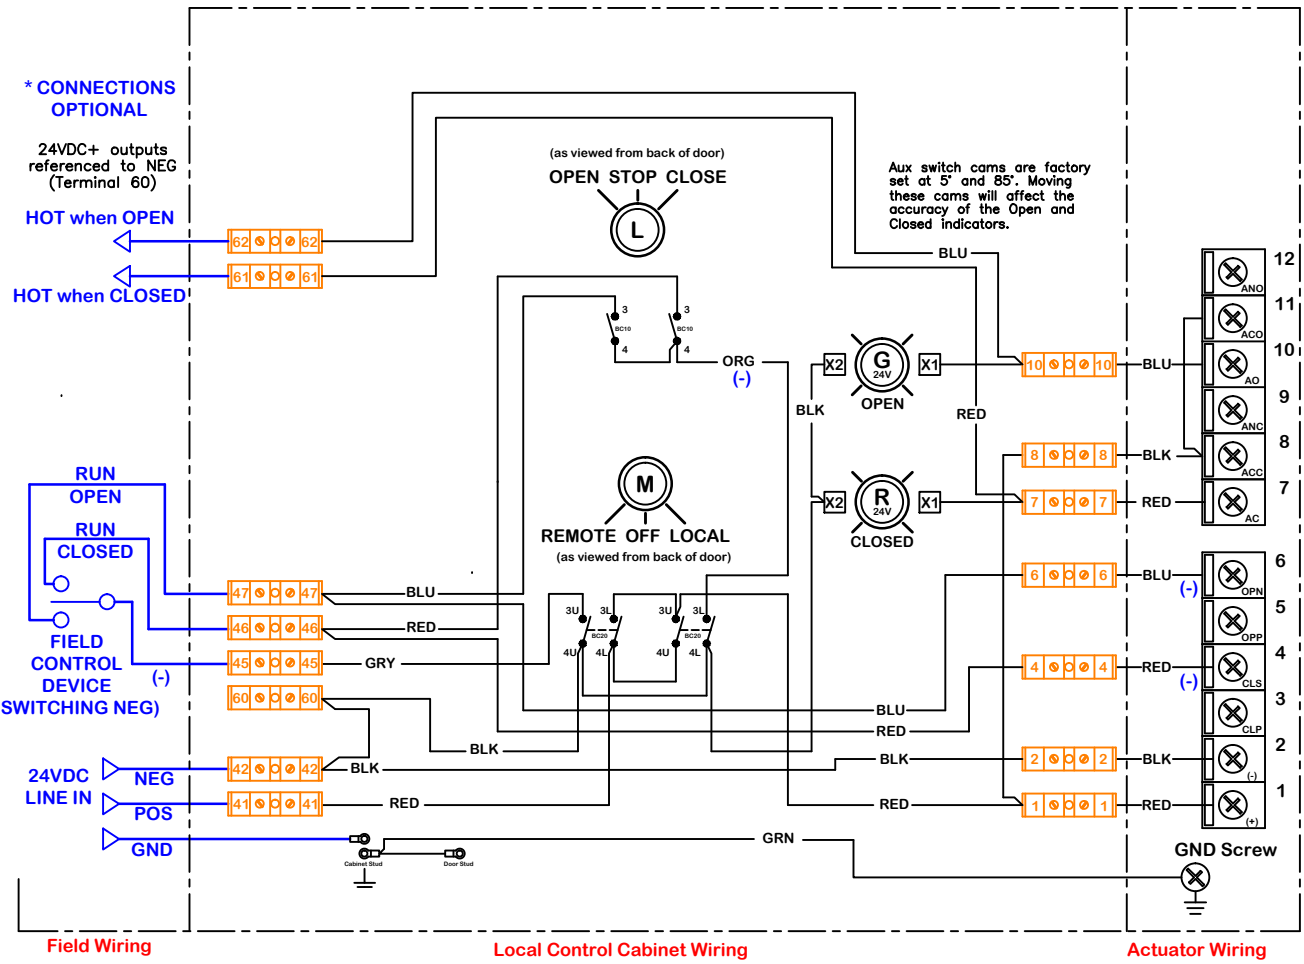 * CONNECTIONS
OPTIONAL
24VDC+ outputs
referenced to NEG
(Terminal 60)
HOT when OPEN
HOT when CLOSED
62 62
61 61
(as viewed from back of door)
OPEN STOP CLOSE
L
Aux switch cams are factory
set at 5° and 85°. Moving
these cams will affect the
accuracy of the Open and
Closed indicators.
BLU
3 3
BC10 BC10
4 4
ORG
(-)
X2 G 24V X1
OPEN
BLK
RED
X2 R 24V X1
CLOSED
10 10
BLU
8 8
BLK
7 7
RED
12
ANO
11
ACO
10
AO
9
ANC
8
ACC
7
AC
M
REMOTE OFF LOCAL
(as viewed from back of door)
RUN
OPEN
RUN
CLOSED
FIELD
CONTROL
DEVICE
(-)
SWITCHING NEG)
47 47
BLU
46 46
RED
45 45
GRY
60 60
BLK
3U 3L 3U 3L
BC20 BC20
4U 4L 4U 4L
BLU
RED
6 6
BLU
(-)
4 4
RED
(-)
6
OPN
5
OPP
4
CLS
3
CLP
2
(-)
1
(+)
24VDC
LINE IN
NEG
POS
GND
42 42
BLK
BLK
2 2
BLK
41 41
RED
RED
1 1
RED
Cabinet Stud
Door Stud
GRN
GND Screw
Field Wiring
Local Control Cabinet Wiring
Actuator Wiring